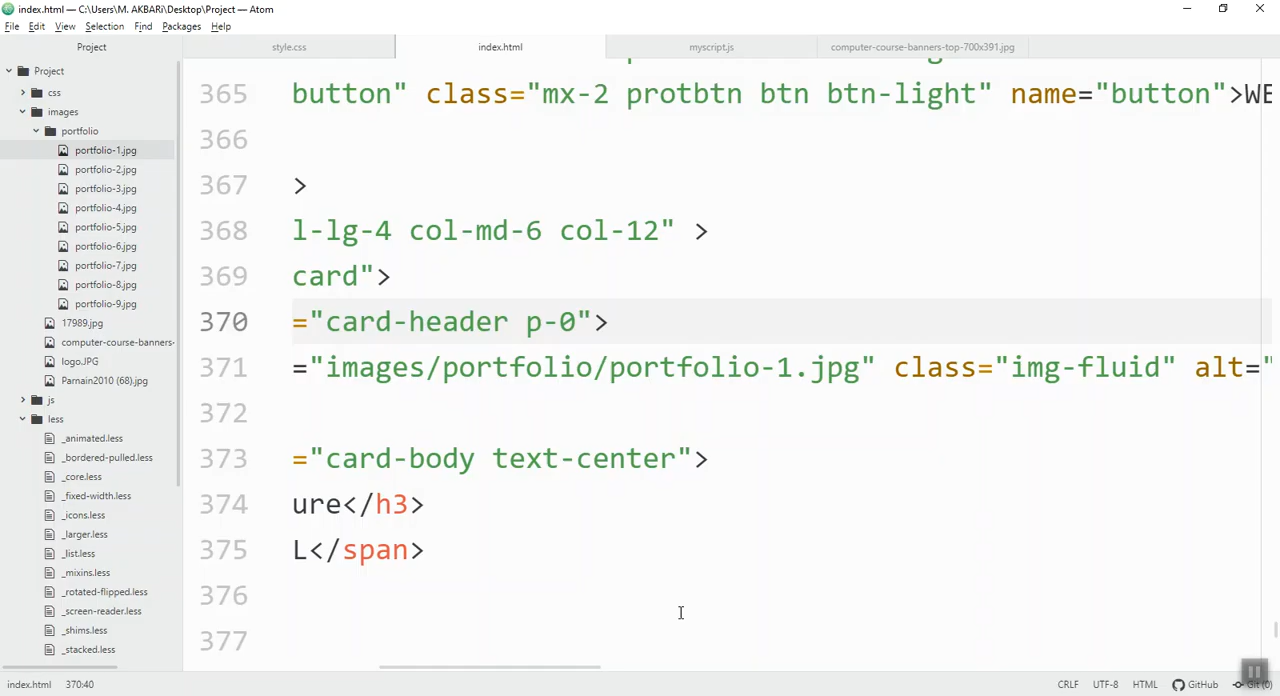 index.html — C:\Users\M. AKBARi\Desktop\Project — Atom
File Edit View Selection Find Packages Help
Project
style.css index.html myscript.js computer-course-banners-top-700x391.jpg
Project
css
images
portfolio
portfolio-1.jpg
portfolio-2.jpg
portfolio-3.jpg
portfolio-4.jpg
portfolio-5.jpg
portfolio-6.jpg
portfolio-7.jpg
portfolio-8.jpg
portfolio-9.jpg
17989.jpg
computer-course-banners-
logo.JPG
Parnain2010 (68).jpg
js
less
_animated.less
_bordered-pulled.less
_core.less
_fixed-width.less
_icons.less
_larger.less
_list.less
_mixins.less
_rotated-flipped.less
_screen-reader.less
_shims.less
_stacked.less
365 button" class="mx-2 protbtn btn btn-light" name="button">WE
366
367 >
368 l-lg-4 col-md-6 col-12" >
369 card">
370 ="card-header p-0">
371 ="images/portfolio/portfolio-1.jpg" class="img-fluid" alt="
372
373 ="card-body text-center">
374 ure</h3>
375 L</span>
376
377
index.html 370:40 CRLF UTF-8 HTML GitHub Git (0)